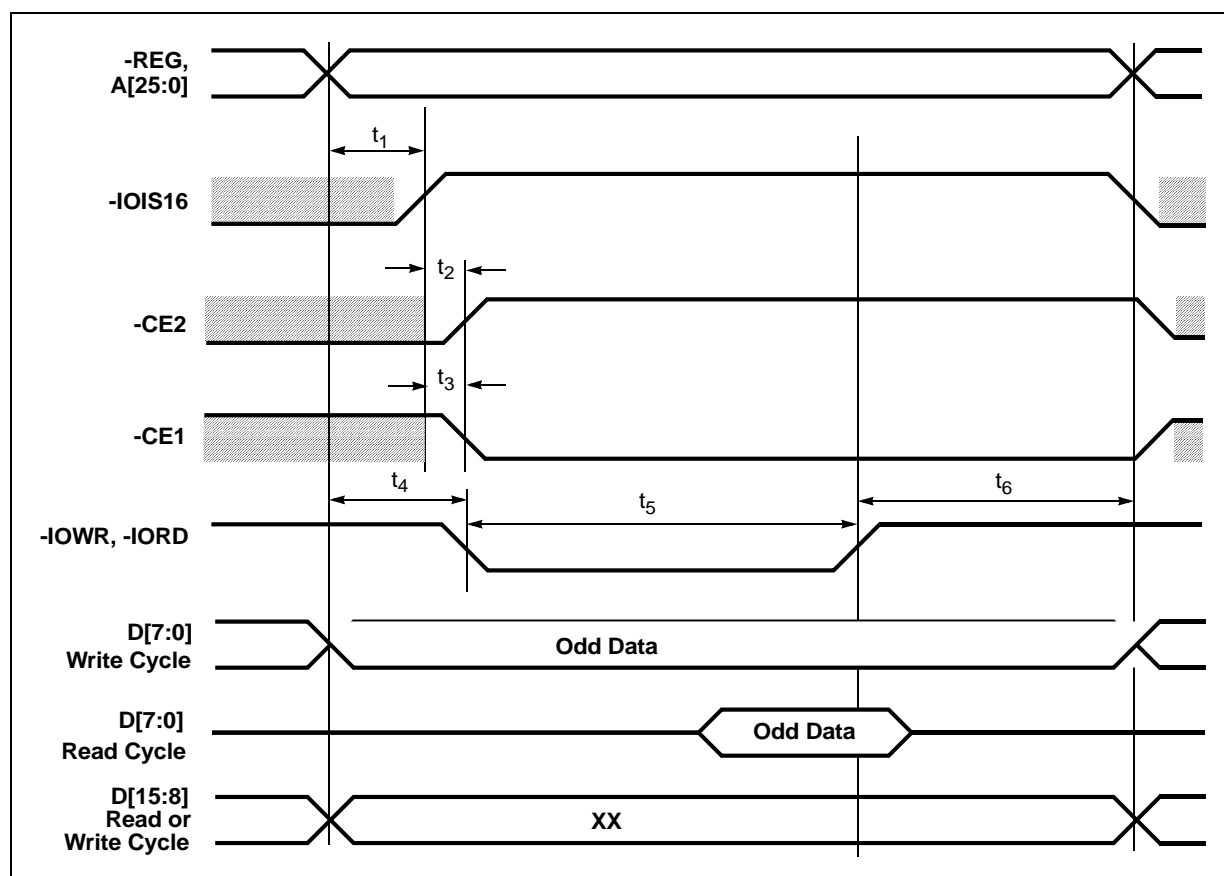 -REG,
A[25:0]
t1
-IOIS16
t2
-CE2
t3
-CE1
t4
t5
t6
-IOWR, -IORD
D[7:0]
Write Cycle
Odd Data
D[7:0]
Read Cycle
Odd Data
D[15:8]
Read or
Write Cycle
XX